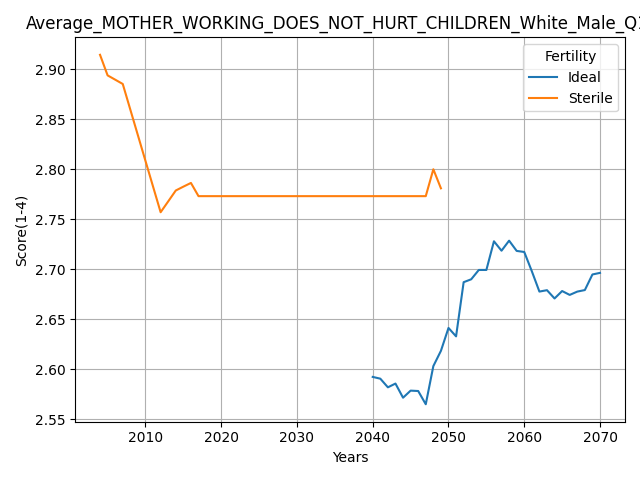 Average_MOTHER_WORKING_DOES_NOT_HURT_CHILDREN_White_Male_Q
Fertility
Ideal
Sterile
Score(1-4)
2.90
2.85
2.80
2.75
2.70
2.65
2.60
2.55
2010 2020 2030 2040 2050 2060 2070
Years